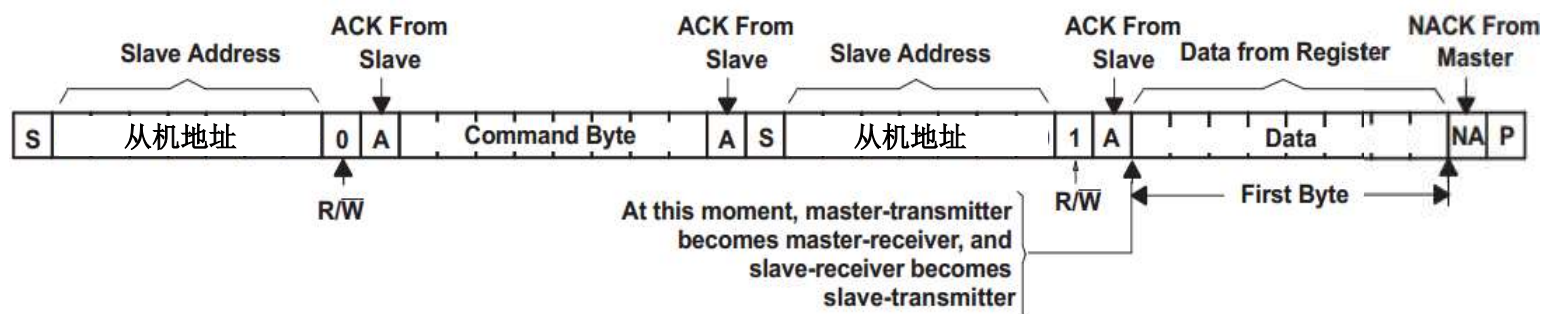 Slave Address
ACK From
Slave
ACK From
Slave
Slave Address
ACK From
Slave
Data from Register
NACK From
Master
S 从机地址 0 A Command Byte A S 从机地址 1 A Data NA P
R/W̅
At this moment, master-transmitter
becomes master-receiver, and
slave-receiver becomes
slave-transmitter
R/W̅
First Byte